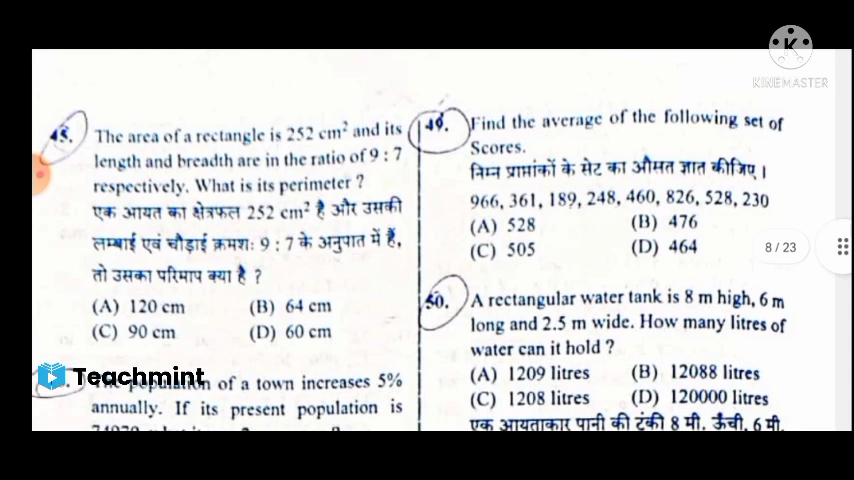 K
KINEMASTER
45. The area of a rectangle is 252 cm² and its
length and breadth are in the ratio of 9 : 7
respectively. What is its perimeter ?
एक आयत का क्षेत्रफल 252 cm² है और उसकी
लम्बाई एवं चौड़ाई क्रमशः 9 : 7 के अनुपात में हैं,
तो उसका परिमाप क्या है ?
(A) 120 cm (B) 64 cm
(C) 90 cm (D) 60 cm
Teachmint
The population of a town increases 5%
annually. If its present population is
49. Find the average of the following set of
Scores.
निम्न प्राप्तांकों के सेट का औसत ज्ञात कीजिए ।
966, 361, 189, 248, 460, 826, 528, 230
(A) 528 (B) 476
(C) 505 (D) 464
50. A rectangular water tank is 8 m high, 6 m
long and 2.5 m wide. How many litres of
water can it hold ?
(A) 1209 litres (B) 12088 litres
(C) 1208 litres (D) 120000 litres
एक आयताकार पानी की टंकी 8 मी. ऊँची, 6 मी.
8 / 23